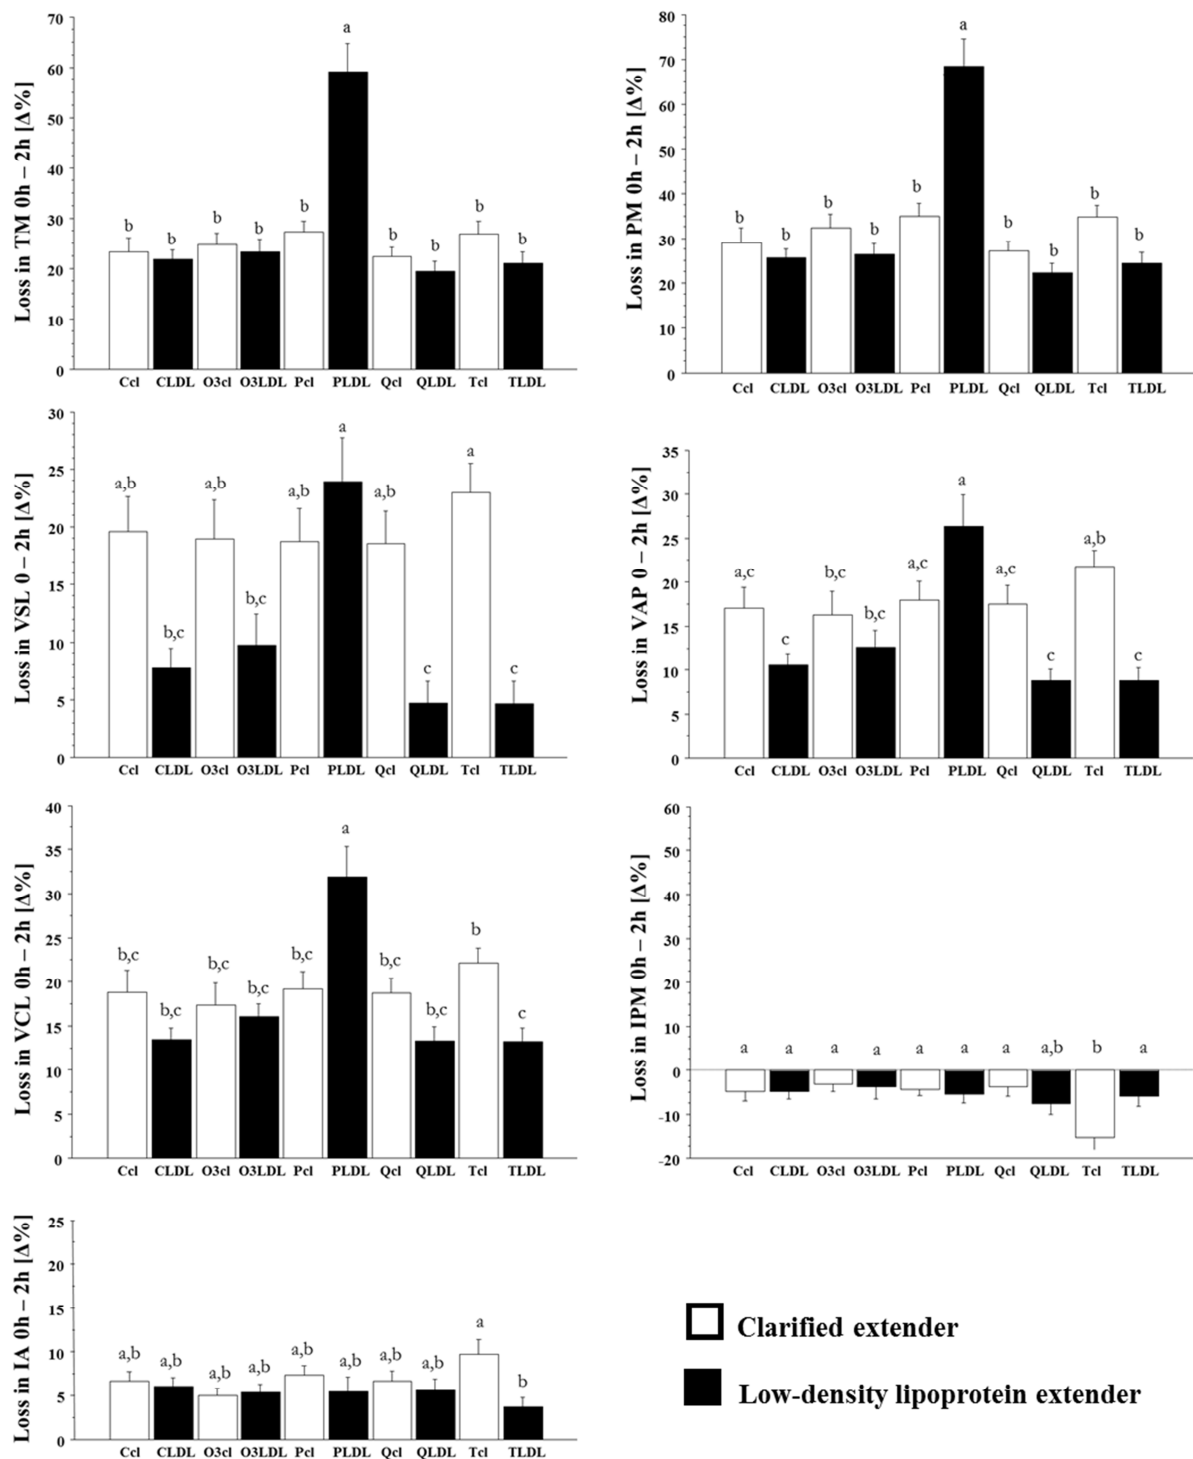 Loss in TM 0h – 2h [Δ%]
70
60
50
40
30
20
10
0
b b b b b a b b b b
Ccl CLDL O3cl O3LDL Pcl PLDL Qcl QLDL Tcl TLDL
Loss in PM 0h – 2h [Δ%]
80
70
60
50
40
30
20
10
0
b b b b b a b b b b
Ccl CLDL O3cl O3LDL Pcl PLDL Qcl QLDL Tcl TLDL
Loss in VSL 0 – 2h [Δ%]
30
25
20
15
10
5
0
a,b b,c a,b b,c a,b a a,b c a c
Ccl CLDL O3cl O3LDL Pcl PLDL Qcl QLDL Tcl TLDL
Loss in VAP 0 – 2h [Δ%]
35
30
25
20
15
10
5
0
a,c c b,c b,c a,c a a,c c a,b c
Ccl CLDL O3cl O3LDL Pcl PLDL Qcl QLDL Tcl TLDL
Loss in VCL 0h – 2h [Δ%]
40
35
30
25
20
15
10
5
0
b,c b,c b,c b,c b,c a b,c b,c b c
Ccl CLDL O3cl O3LDL Pcl PLDL Qcl QLDL Tcl TLDL
Loss in IPM 0h – 2h [Δ%]
60
50
40
30
20
10
0
-10
-20
a a a a a a a a,b b a
Ccl CLDL O3cl O3LDL Pcl PLDL Qcl QLDL Tcl TLDL
Loss in IA 0h – 2h [Δ%]
25
20
15
10
5
0
a,b a,b a,b a,b a,b a,b a,b a,b a b
Ccl CLDL O3cl O3LDL Pcl PLDL Qcl QLDL Tcl TLDL
Clarified extender
Low-density lipoprotein extender